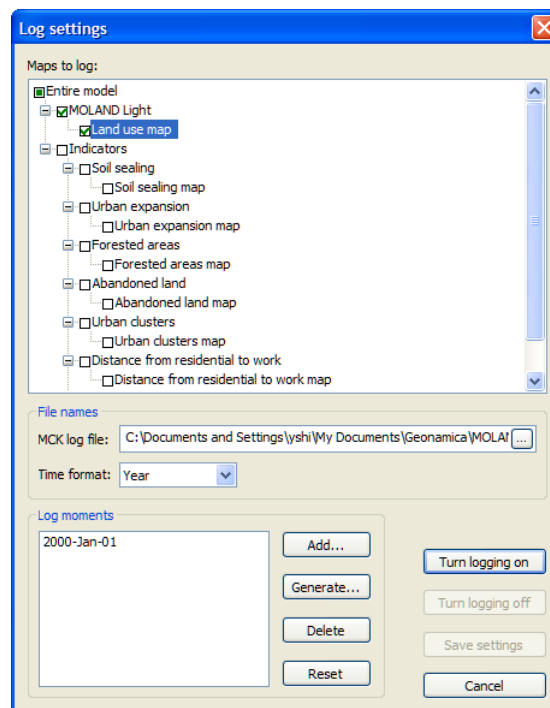 Log settings
Maps to log:
Entire model
MOLAND Light
Land use map
Indicators
Soil sealing
Soil sealing map
Urban expansion
Urban expansion map
Forested areas
Forested areas map
Abandoned land
Abandoned land map
Urban clusters
Urban clusters map
Distance from residential to work
Distance from residential to work map
File names
MCK log file: C:\Documents and Settings\yshi\My Documents\Geonamica\MOLAI ...
Time format: Year
Log moments
2000-Jan-01
Add...
Generate...
Delete
Reset
Turn logging on
Turn logging off
Save settings
Cancel